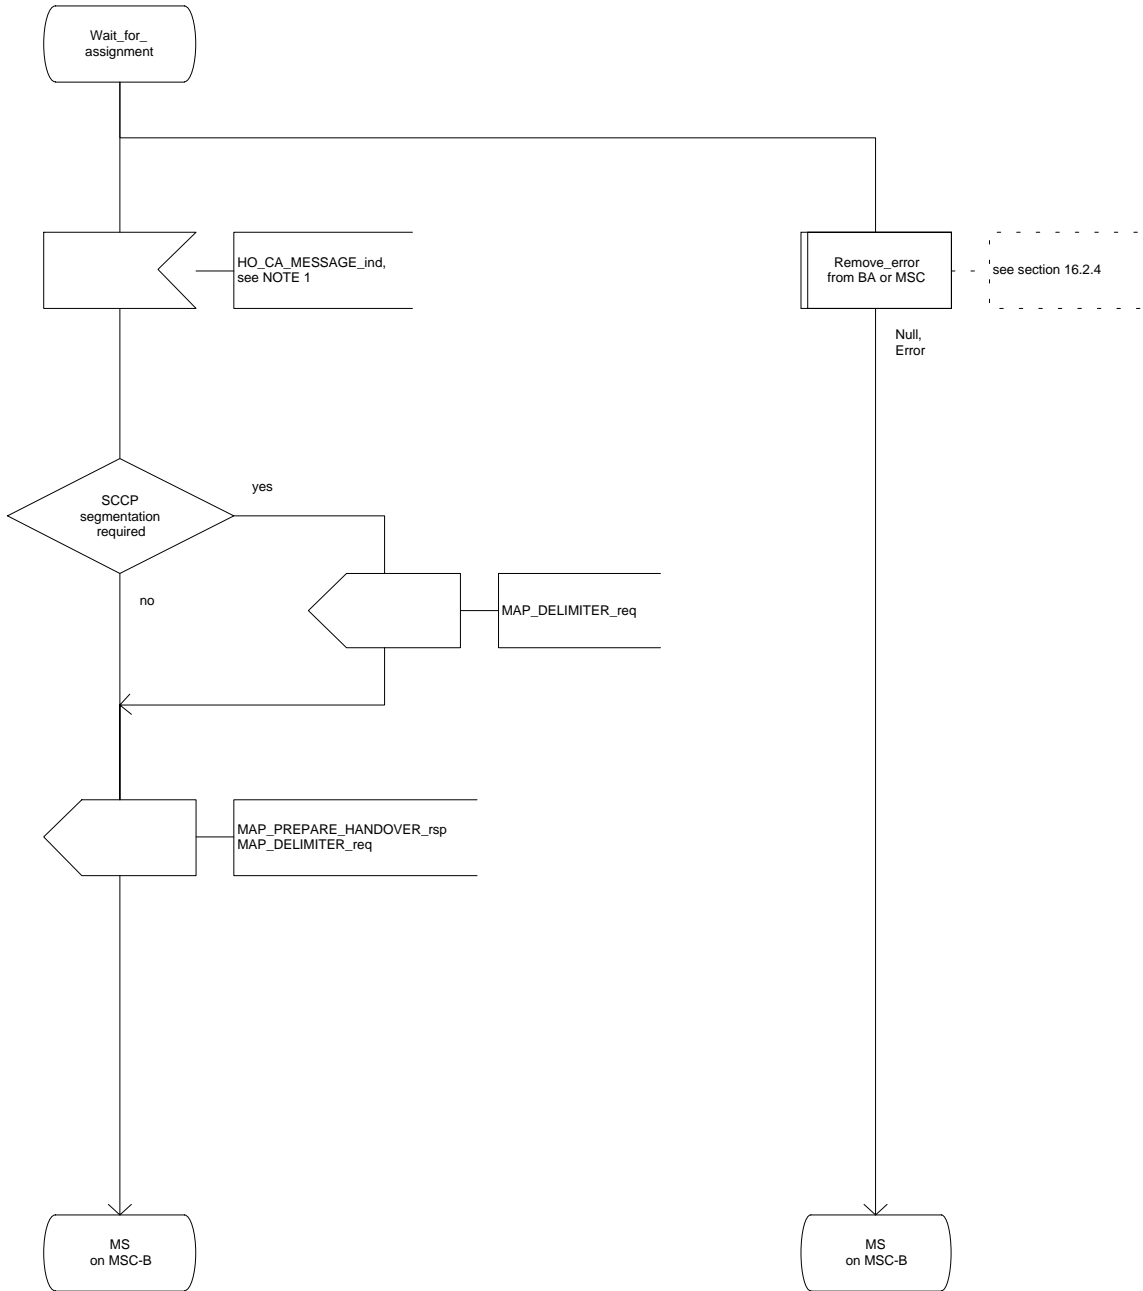 Wait_for_
assignment
HO_CA_MESSAGE_ind,
see NOTE 1
Remove_error
from BA or MSC
see section 16.2.4
Null,
Error
SCCP
segmentation
required
yes
no
MAP_DELIMITER_req
MAP_PREPARE_HANDOVER_rsp
MAP_DELIMITER_req
MS
on MSC-B
MS
on MSC-B